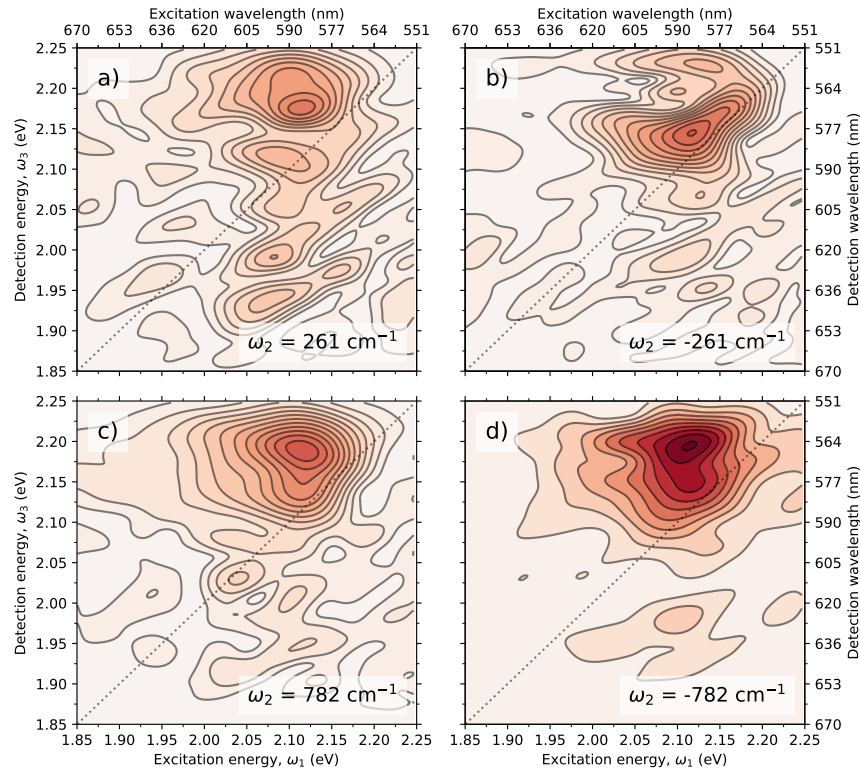 Excitation wavelength (nm) Excitation wavelength (nm)
670 653 636 620 605 590 577 564 551 670 653 636 620 605 590 577 564 551
2.25 551
a) b)
2.20 564
2.15 577
2.10 590
2.05 605
2.00 620
1.95 636
1.90 653
1.85 670
Detection energy, ω3 (eV)
Detection wavelength (nm)
ω2 = 261 cm−1 ω2 = -261 cm−1
2.25 551
c) d)
2.20 564
2.15 577
2.10 590
2.05 605
2.00 620
1.95 636
1.90 653
1.85 670
Detection energy, ω3 (eV)
Detection wavelength (nm)
ω2 = 782 cm−1 ω2 = -782 cm−1
1.85 1.90 1.95 2.00 2.05 2.10 2.15 2.20 2.25 1.85 1.90 1.95 2.00 2.05 2.10 2.15 2.20 2.25
Excitation energy, ω1 (eV) Excitation energy, ω1 (eV)